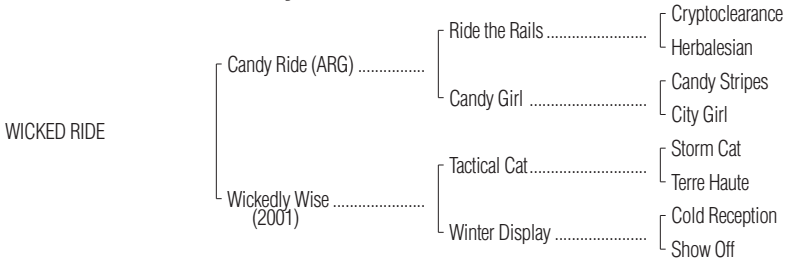 Cryptoclearance
Ride the Rails ........................
Herbalesian
Candy Ride (ARG) ................
Candy Stripes
Candy Girl ............................
City Girl
WICKED RIDE
Storm Cat
Tactical Cat............................
Terre Haute
Wickedly Wise ......................
(2001)
Cold Reception
Winter Display ......................
Show Off